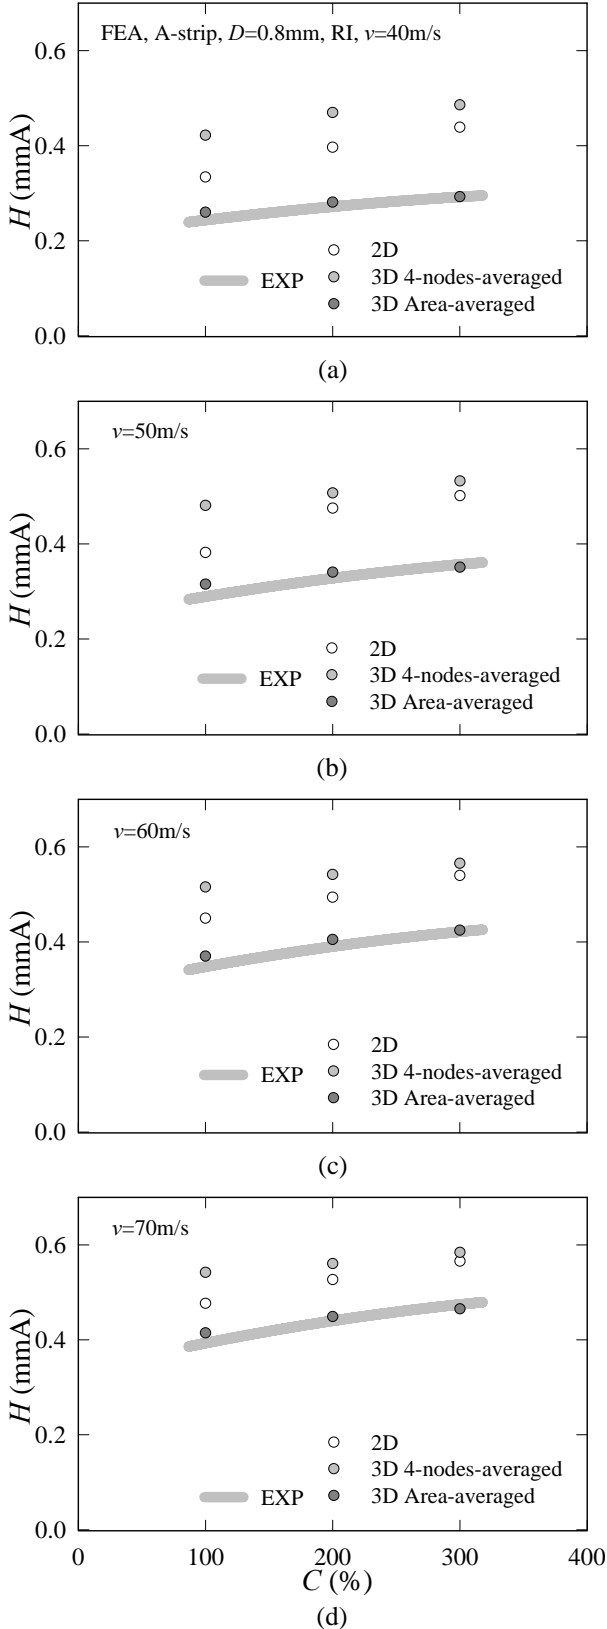 FEA, A-strip, D=0.8mm, RI, v=40m/s
0.6
0.4
0.2
0.0
H (mmA)
2D
EXP
3D 4-nodes-averaged
3D Area-averaged
(a)
v=50m/s
0.6
0.4
0.2
0.0
H (mmA)
2D
EXP
3D 4-nodes-averaged
3D Area-averaged
(b)
v=60m/s
0.6
0.4
0.2
0.0
H (mmA)
2D
EXP
3D 4-nodes-averaged
3D Area-averaged
(c)
v=70m/s
0.6
0.4
0.2
0.0
H (mmA)
2D
3D 4-nodes-averaged
EXP
3D Area-averaged
0 100 200 300 400
C (%)
(d)